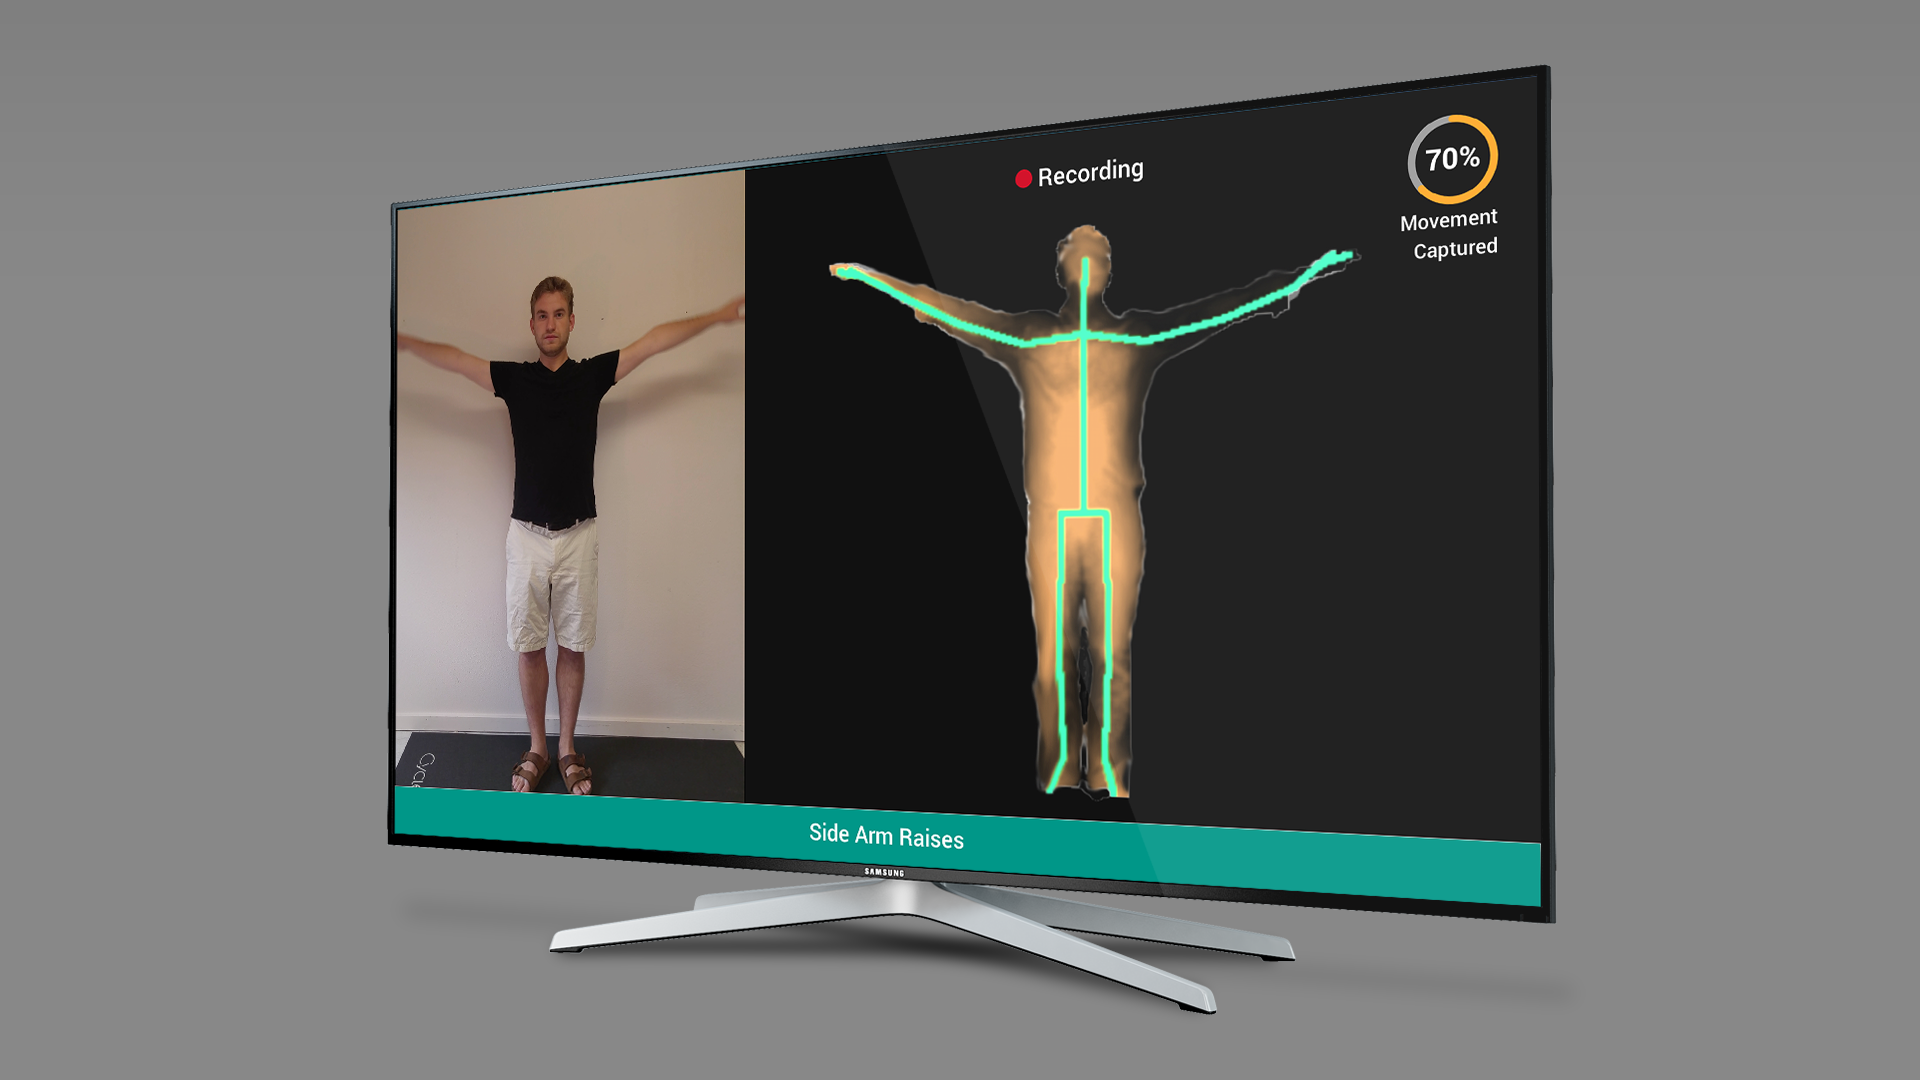 Recording
70%
Movement
Captured
Side Arm Raises
SAMSUNG